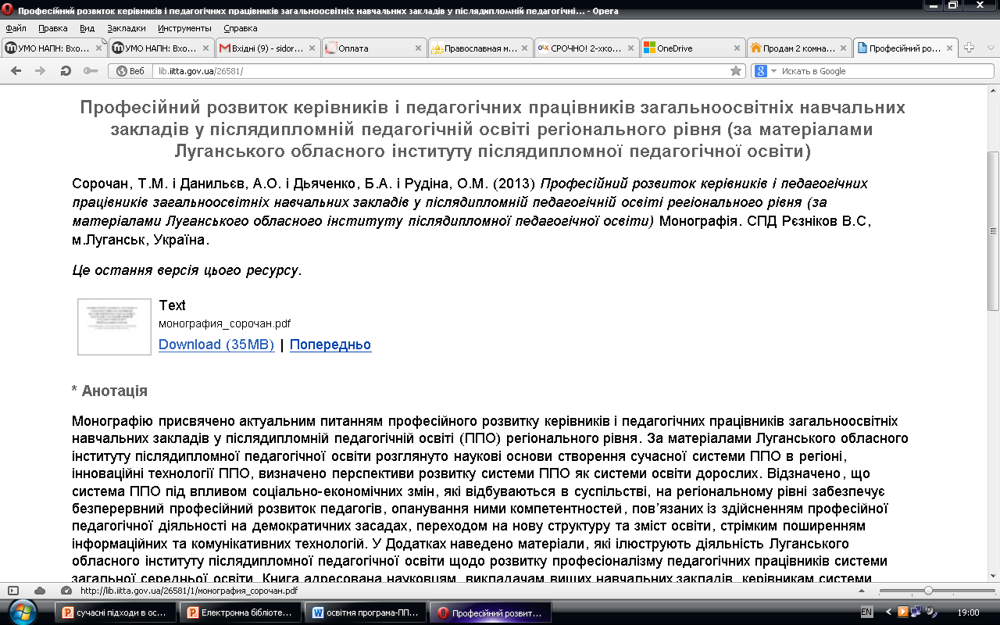 Професійний розвиток керівників і педагогічних працівників загальноосвітніх навчальних закладів у післядипломній педагогічні... - Opera
Файл Правка Вид Закладки Инструменты Справка
УМО НАПН: Вхо... УМО НАПН: Вхо... Вхідні (9) - sidor... Оплата Православная м... СРОЧНО! 2-хко... OneDrive Продам 2 комна... Професійний ро...
Веб lib.iitta.gov.ua/26581/ Искать в Google
Професійний розвиток керівників і педагогічних працівників загальноосвітніх навчальних
закладів у післядипломній педагогічній освіті регіонального рівня (за матеріалами
Луганського обласного інституту післядипломної педагогічної освіти)
Сорочан, Т.М. і Данильєв, А.О. і Дьяченко, Б.А. і Рудіна, О.М. (2013) Професійний розвиток керівників і педагогічних
працівників загальноосвітніх навчальних закладів у післядипломній педагогічній освіті регіонального рівня (за
матеріалами Луганського обласного інституту післядипломної педагогічної освіти) Монографія. СПД Рєзніков В.С,
м.Луганськ, Україна.
Це остання версія цього ресурсу.
Text
монография_сорочан.pdf
Download (35MB) | Попередньо
* Анотація
Монографію присвячено актуальним питанням професійного розвитку керівників і педагогічних працівників загальноосвітніх
навчальних закладів у післядипломній педагогічній освіті (ППО) регіонального рівня. За матеріалами Луганського обласного
інституту післядипломної педагогічної освіти розглянуто наукові основи створення сучасної системи ППО в регіоні,
інноваційні технології ППО, визначено перспективи розвитку системи ППО як системи освіти дорослих. Відзначено, що
система ППО під впливом соціально-економічних змін, які відбуваються в суспільстві, на регіональному рівні забезпечує
безперервний професійний розвиток педагогів, опанування ними компетентностей, пов’язаних із здійсненням професійної
педагогічної діяльності на демократичних засадах, переходом на нову структуру та зміст освіти, стрімким поширенням
інформаційних та комунікативних технологій. У Додатках наведено матеріали, які ілюструють діяльність Луганського
обласного інституту післядипломної педагогічної освіти щодо розвитку професіоналізму педагогічних працівників системи
загальної середньої освіти. Книга адресована науковцям, викладачам вищих навчальних закладів, керівникам системи
http://lib.iitta.gov.ua/26581/1/монография_сорочан.pdf
сучасні підходи в ос... Електронна бібліоте... освітня програма-ПП... Професійний розвит... EN 19:00